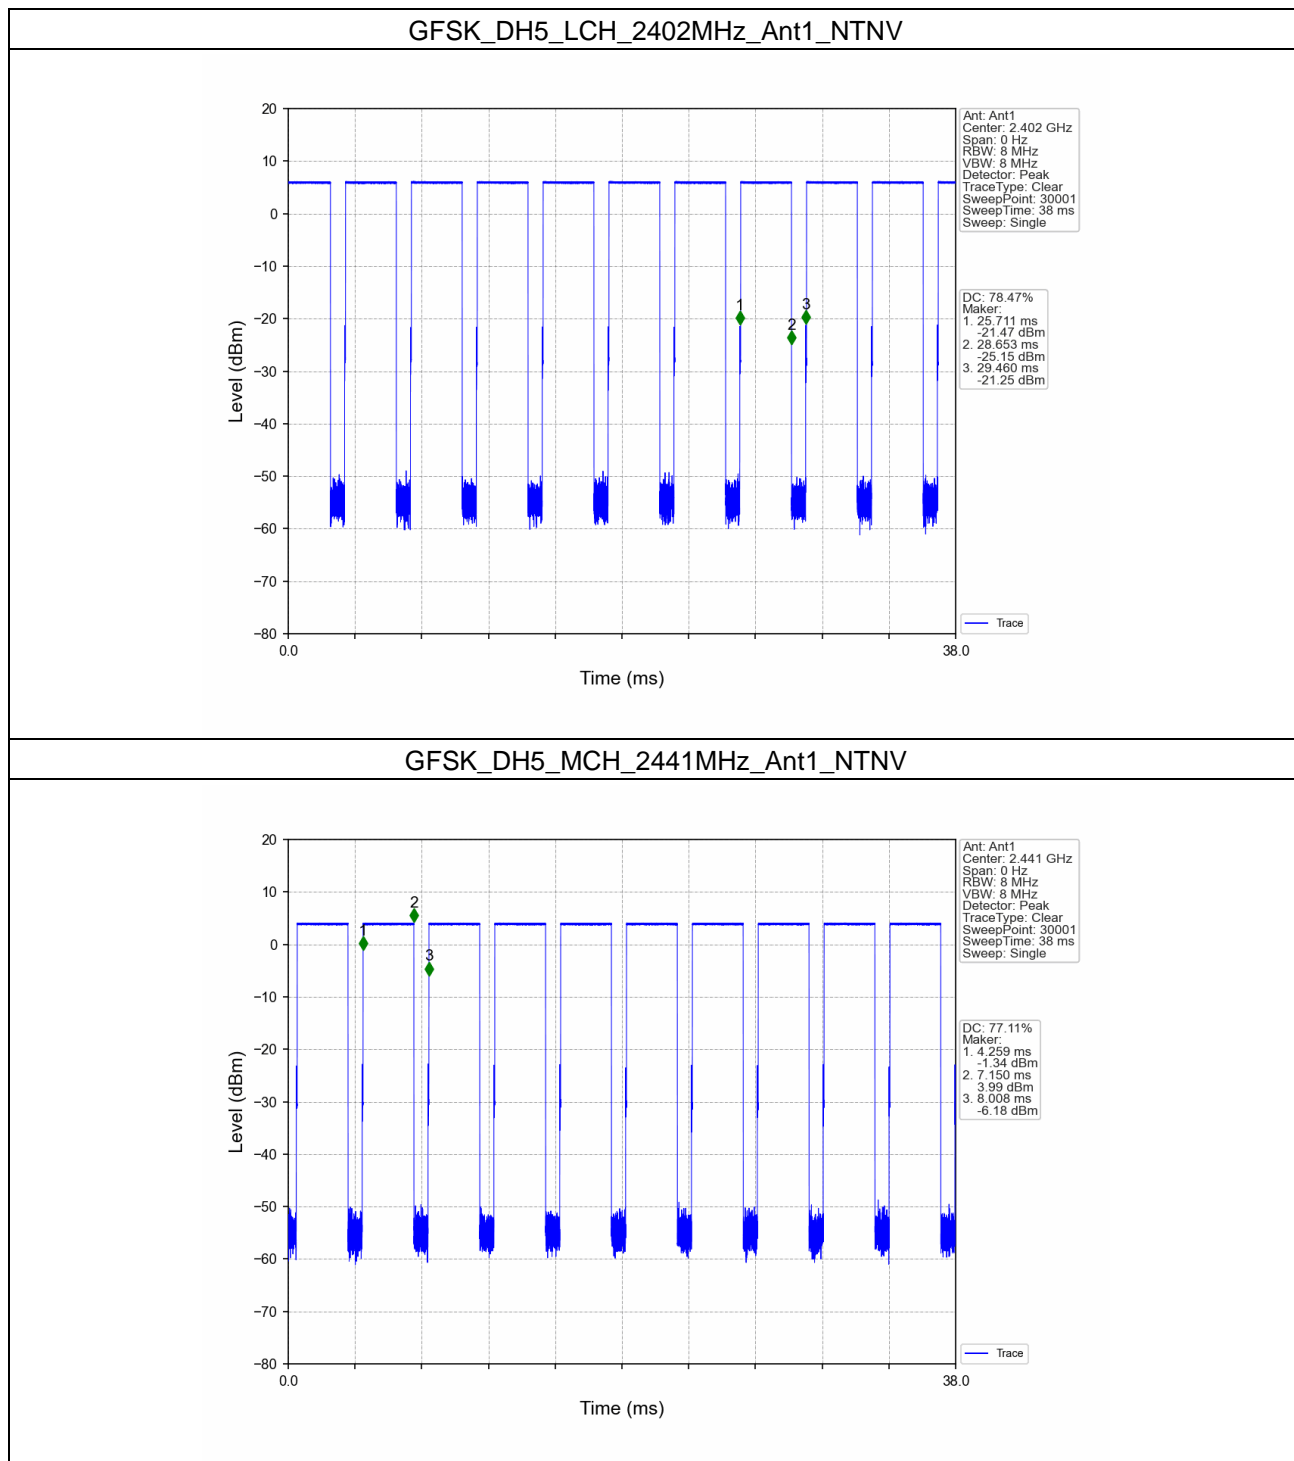 GFSK_DH5_LCH_2402MHz_Ant1_NTNV
20
10
0
−10
−20
−30
−40
−50
−60
−70
−80
Level (dBm)
0.0
38.0
Time (ms)
1
2
3
Ant: Ant1
Center: 2.402 GHz
Span: 0 Hz
RBW: 8 MHz
VBW: 8 MHz
Detector: Peak
TraceType: Clear
SweepPoint: 30001
SweepTime: 38 ms
Sweep: Single
DC: 78.47%
Maker:
1. 25.711 ms
-21.47 dBm
2. 28.653 ms
-25.15 dBm
3. 29.460 ms
-21.25 dBm
Trace
GFSK_DH5_MCH_2441MHz_Ant1_NTNV
20
10
0
−10
−20
−30
−40
−50
−60
−70
−80
Level (dBm)
0.0
38.0
Time (ms)
1
2
3
Ant: Ant1
Center: 2.441 GHz
Span: 0 Hz
RBW: 8 MHz
VBW: 8 MHz
Detector: Peak
TraceType: Clear
SweepPoint: 30001
SweepTime: 38 ms
Sweep: Single
DC: 77.11%
Maker:
1. 4.259 ms
-1.34 dBm
2. 7.150 ms
3.99 dBm
3. 8.008 ms
-6.18 dBm
Trace